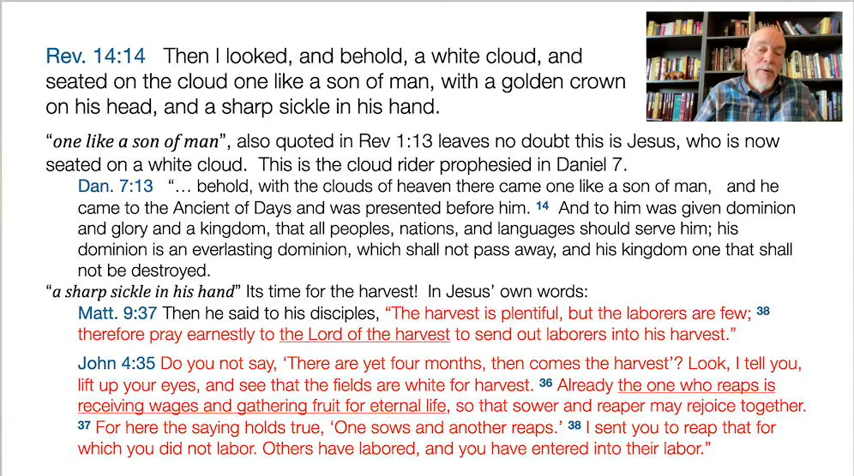 Rev. 14:14 Then I looked, and behold, a white cloud, and
seated on the cloud one like a son of man, with a golden crown
on his head, and a sharp sickle in his hand.
“one like a son of man”, also quoted in Rev 1:13 leaves no doubt this is Jesus, who is now
seated on a white cloud. This is the cloud rider prophesied in Daniel 7.
Dan. 7:13 “… behold, with the clouds of heaven there came one like a son of man, and he
came to the Ancient of Days and was presented before him. 14 And to him was given dominion
and glory and a kingdom, that all peoples, nations, and languages should serve him; his
dominion is an everlasting dominion, which shall not pass away, and his kingdom one that shall
not be destroyed.
“a sharp sickle in his hand” Its time for the harvest! In Jesus’ own words:
Matt. 9:37 Then he said to his disciples, “The harvest is plentiful, but the laborers are few; 38
therefore pray earnestly to the Lord of the harvest to send out laborers into his harvest.”
John 4:35 Do you not say, ‘There are yet four months, then comes the harvest’? Look, I tell you,
lift up your eyes, and see that the fields are white for harvest. 36 Already the one who reaps is
receiving wages and gathering fruit for eternal life, so that sower and reaper may rejoice together.
37 For here the saying holds true, ‘One sows and another reaps.’ 38 I sent you to reap that for
which you did not labor. Others have labored, and you have entered into their labor.”